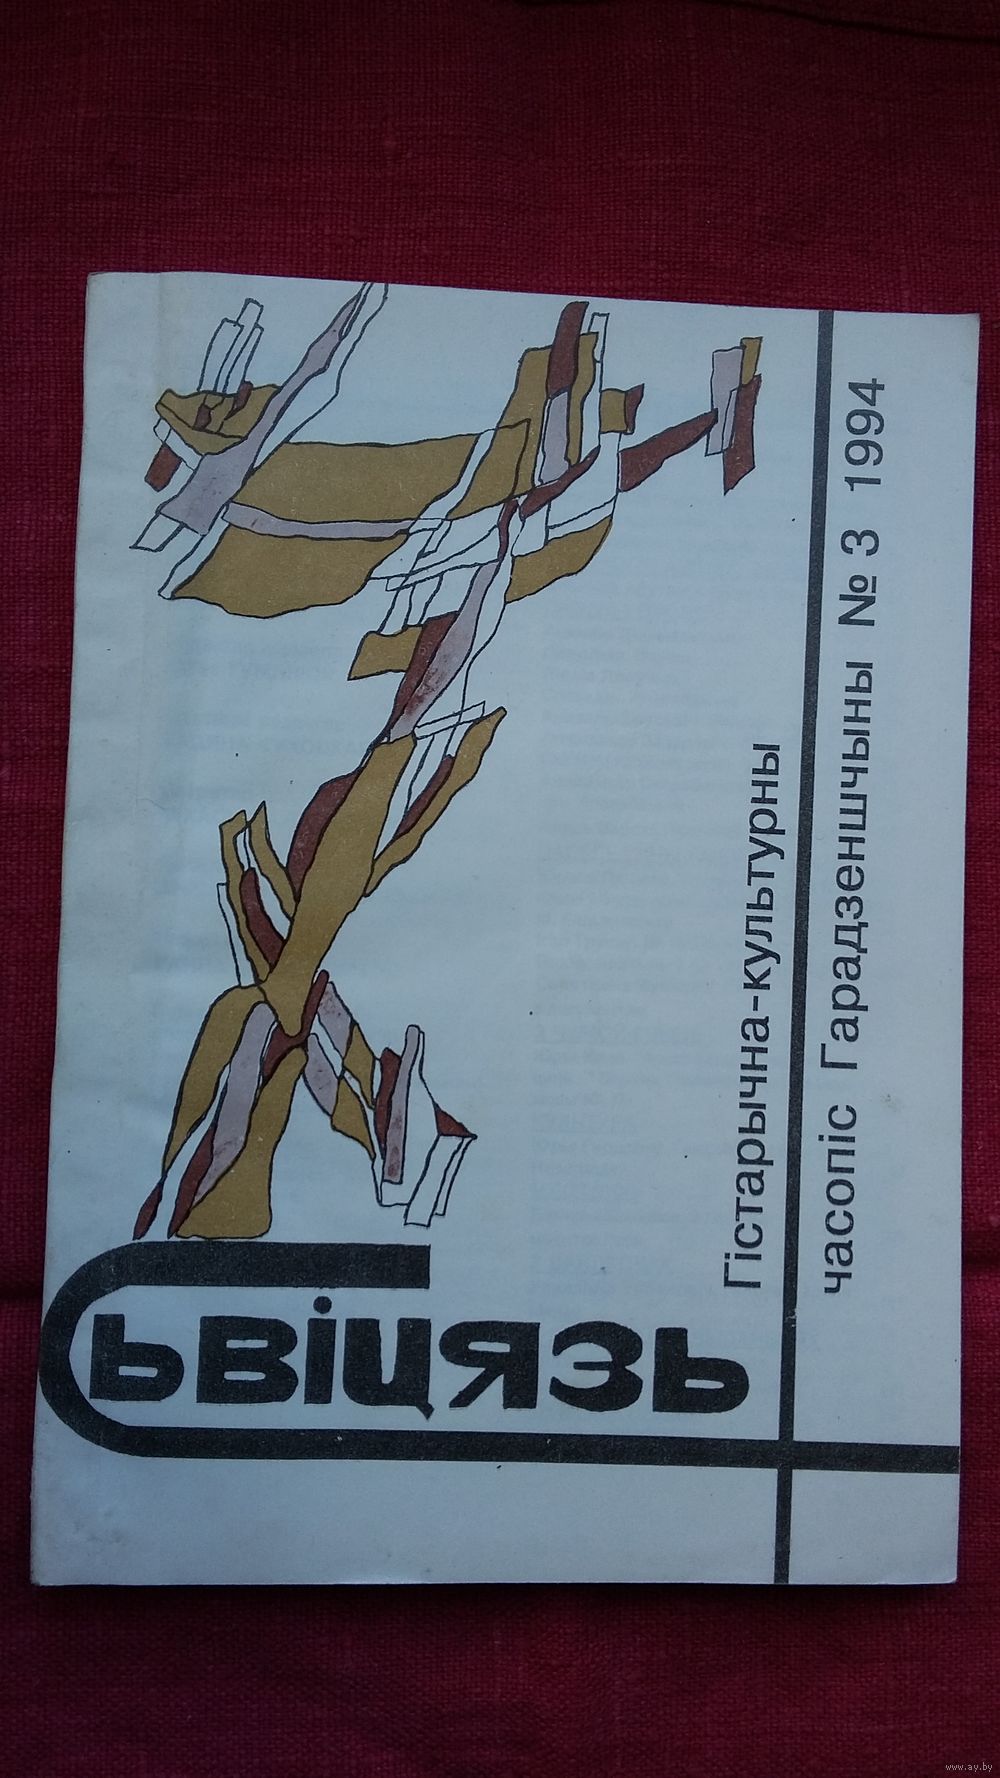 Сьвіцязь
Гістарычна-культурны
часопіс Гарадзеншчыны № 3 1994
www.ay.by